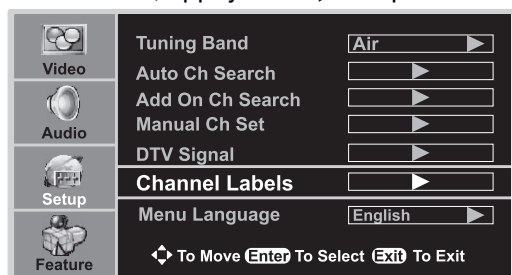 Video
Audio
Setup
Feature
Tuning Band Air
Auto Ch Search
Add On Ch Search
Manual Ch Set
DTV Signal
Channel Labels
Menu Language English
To Move Enter To Select Exit To Exit